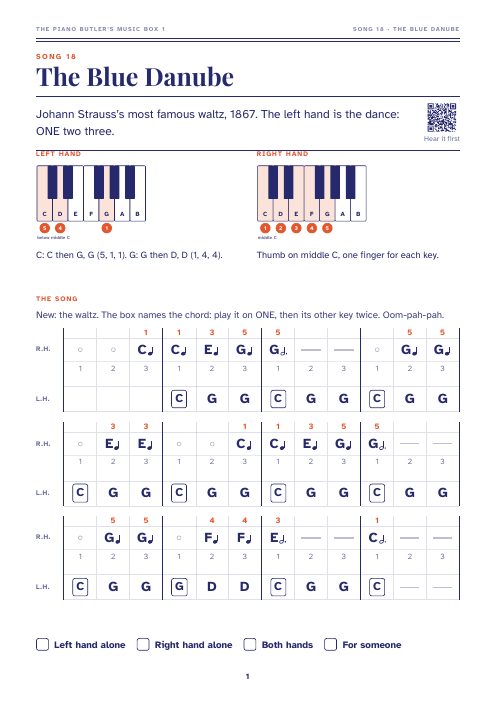 THE PIANO BUTLER'S MUSIC BOX 1
SONG 18 · THE BLUE DANUBE
SONG 18
The Blue Danube
Johann Strauss's most famous waltz, 1867. The left hand is the dance:
ONE two three.
Hear it first
LEFT HAND
RIGHT HAND
C D E F G A B
C D E F G A B
5 4 1
1 2 3 4 5
below middle C
middle C
C: C then G, G (5, 1, 1). G: G then D, D (1, 4, 4).
Thumb on middle C, one finger for each key.
THE SONG
New: the waltz. The box names the chord: play it on ONE, then its other key twice. Oom-pah-pah.
1 1 3 5 5 5 5
R.H. ○ ○ C♩ C♩ E♩ G♩ G𝅗𝅥. — — ○ G♩ G♩
1 2 3 1 2 3 1 2 3 1 2 3
L.H. C G G C G G C G G
3 3 1 1 3 5 5
R.H. ○ E♩ E♩ ○ ○ C♩ C♩ E♩ G♩ G𝅗𝅥. — —
1 2 3 1 2 3 1 2 3 1 2 3
L.H. C G G C G G C G G C G G
5 5 4 4 3 1
R.H. ○ G♩ G♩ ○ F♩ F♩ E𝅗𝅥. — — C𝅗𝅥. — —
1 2 3 1 2 3 1 2 3 1 2 3
L.H. C G G G D D C G G C — —
Left hand alone
Right hand alone
Both hands
For someone
1